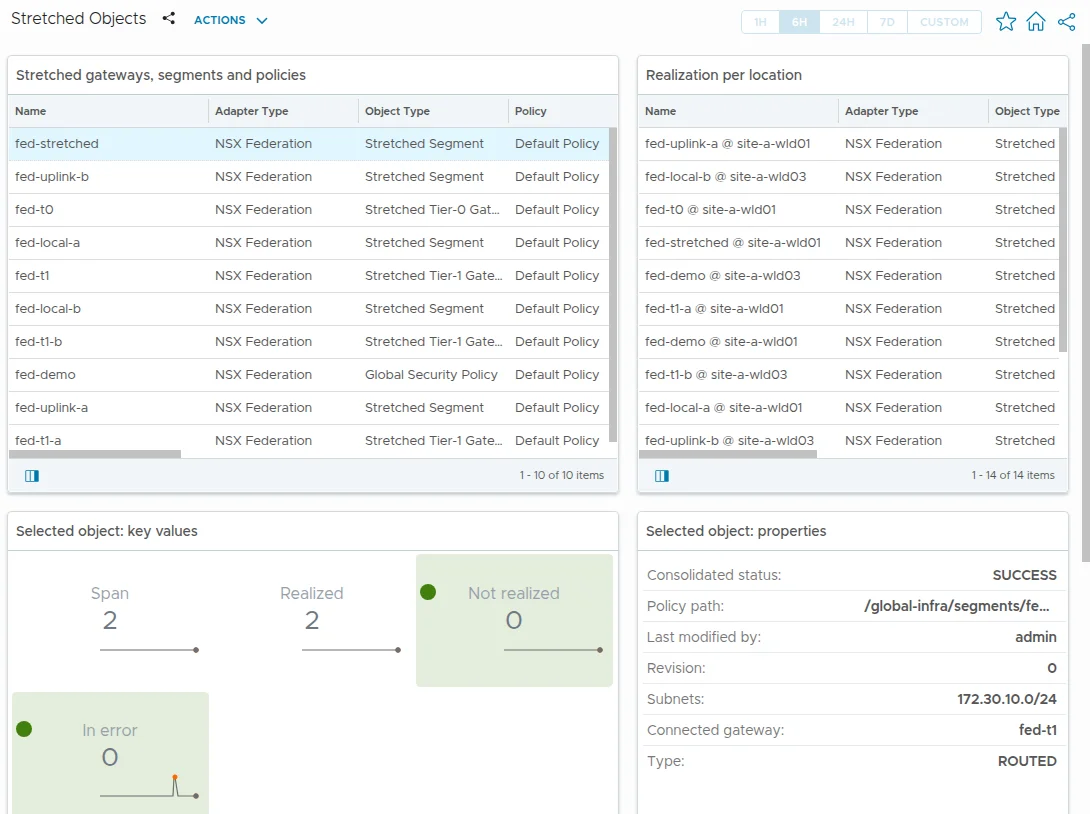 Stretched Objects ACTIONS 1H 6H 24H 7D CUSTOM
Stretched gateways, segments and policies
Name Adapter Type Object Type Policy
fed-stretched NSX Federation Stretched Segment Default Policy
fed-uplink-b NSX Federation Stretched Segment Default Policy
fed-t0 NSX Federation Stretched Tier-0 Gat... Default Policy
fed-local-a NSX Federation Stretched Segment Default Policy
fed-t1 NSX Federation Stretched Tier-1 Gate... Default Policy
fed-local-b NSX Federation Stretched Segment Default Policy
fed-t1-b NSX Federation Stretched Tier-1 Gate... Default Policy
fed-demo NSX Federation Global Security Policy Default Policy
fed-uplink-a NSX Federation Stretched Segment Default Policy
fed-t1-a NSX Federation Stretched Tier-1 Gate... Default Policy
1 - 10 of 10 items
Realization per location
Name Adapter Type Object Type
fed-uplink-a @ site-a-wld01 NSX Federation Stretched
fed-local-b @ site-a-wld03 NSX Federation Stretched
fed-t0 @ site-a-wld01 NSX Federation Stretched
fed-stretched @ site-a-wld01 NSX Federation Stretched
fed-demo @ site-a-wld03 NSX Federation Stretched
fed-t1-a @ site-a-wld01 NSX Federation Stretched
fed-demo @ site-a-wld01 NSX Federation Stretched
fed-t1-b @ site-a-wld03 NSX Federation Stretched
fed-local-a @ site-a-wld01 NSX Federation Stretched
fed-uplink-b @ site-a-wld03 NSX Federation Stretched
1 - 14 of 14 items
Selected object: key values
Span Realized Not realized
2 2 0
In error
0
Selected object: properties
Consolidated status: SUCCESS
Policy path: /global-infra/segments/fe...
Last modified by: admin
Revision: 0
Subnets: 172.30.10.0/24
Connected gateway: fed-t1
Type: ROUTED